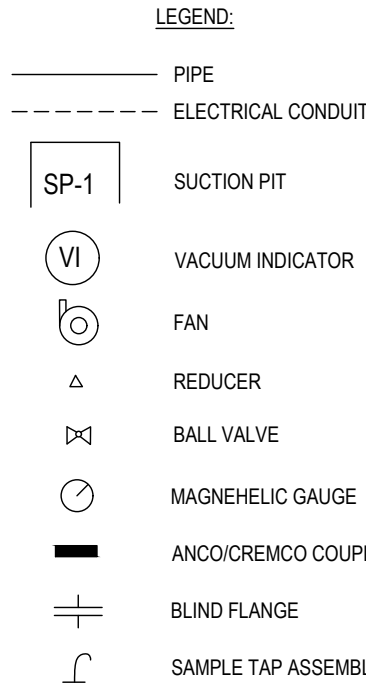 LEGEND:
PIPE
ELECTRICAL CONDUIT
SP-1 SUCTION PIT
VI VACUUM INDICATOR
FAN
REDUCER
BALL VALVE
MAGNEHELIC GAUGE
ANCO/CREMCO COUPL
BLIND FLANGE
SAMPLE TAP ASSEMBL